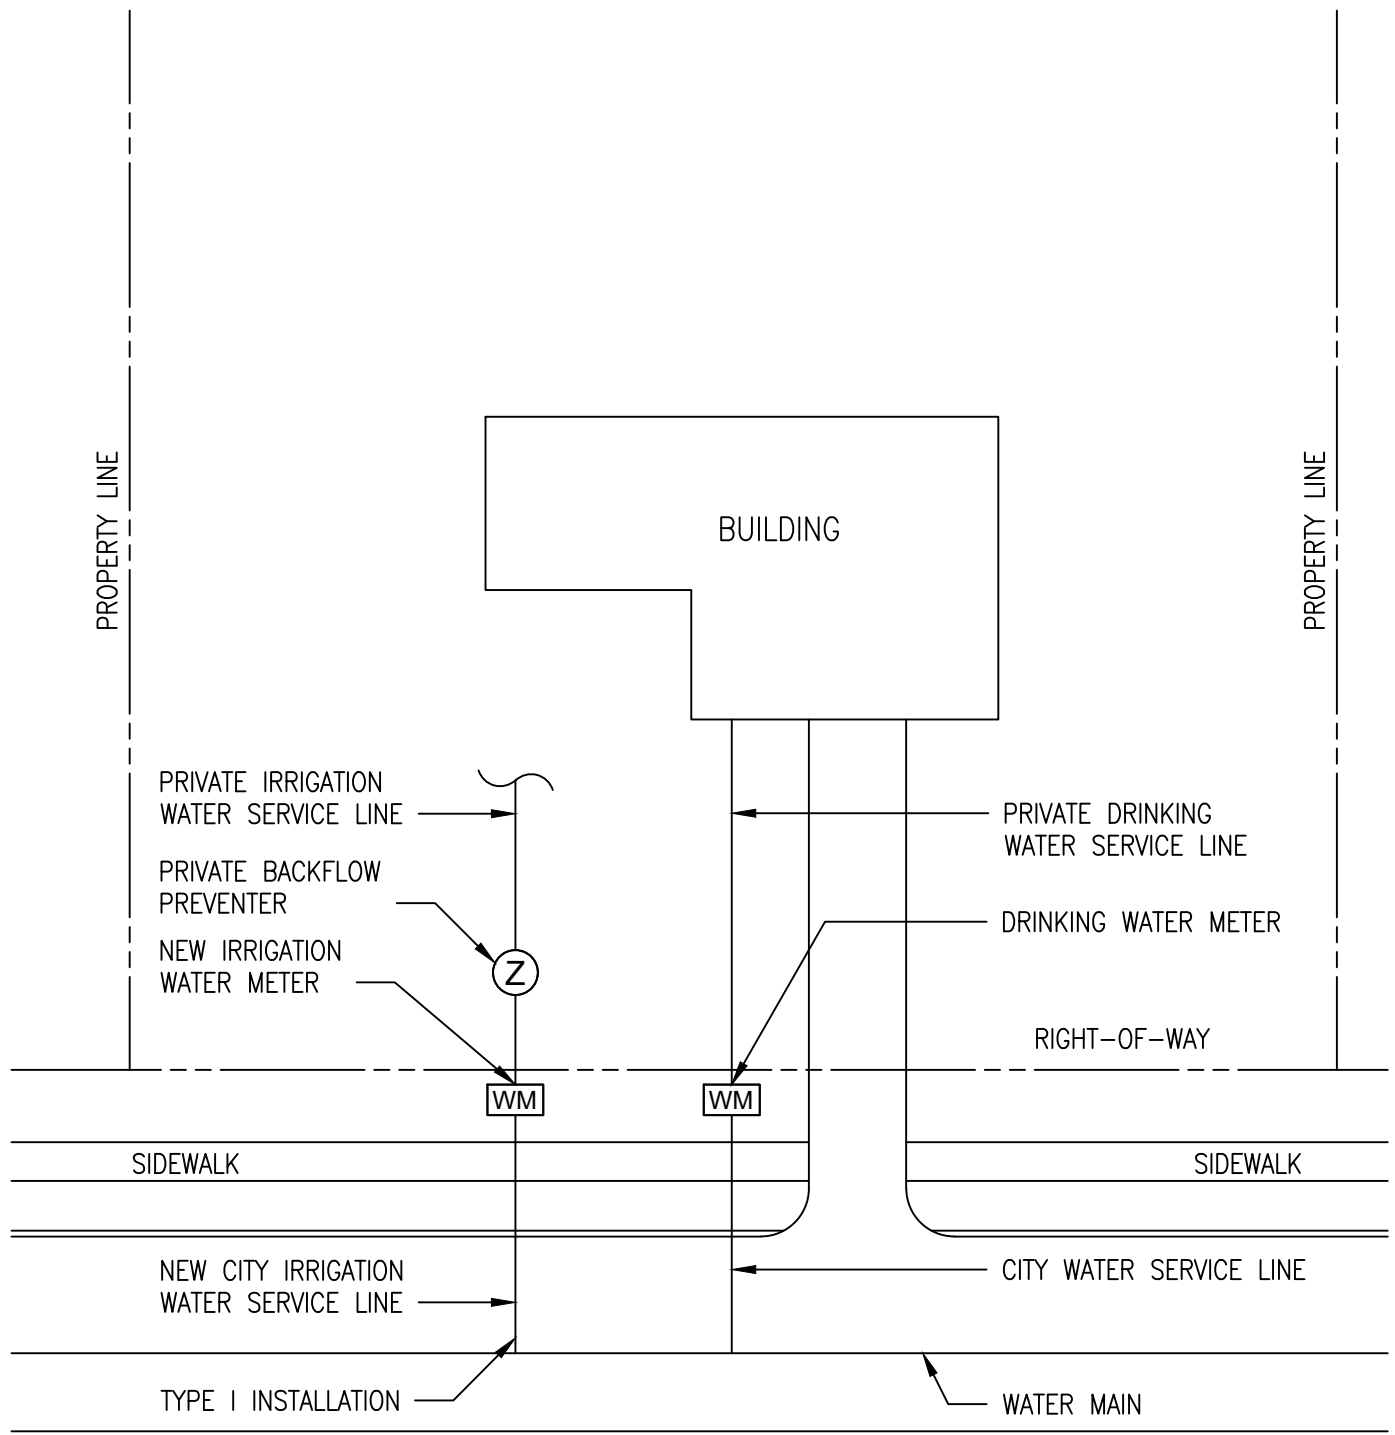 PROPERTY LINE
PROPERTY LINE
BUILDING
PRIVATE IRRIGATION
WATER SERVICE LINE
PRIVATE DRINKING
WATER SERVICE LINE
PRIVATE BACKFLOW
PREVENTER
DRINKING WATER METER
NEW IRRIGATION
WATER METER
Z
RIGHT-OF-WAY
WM
WM
SIDEWALK
SIDEWALK
NEW CITY IRRIGATION
WATER SERVICE LINE
CITY WATER SERVICE LINE
TYPE I INSTALLATION
WATER MAIN